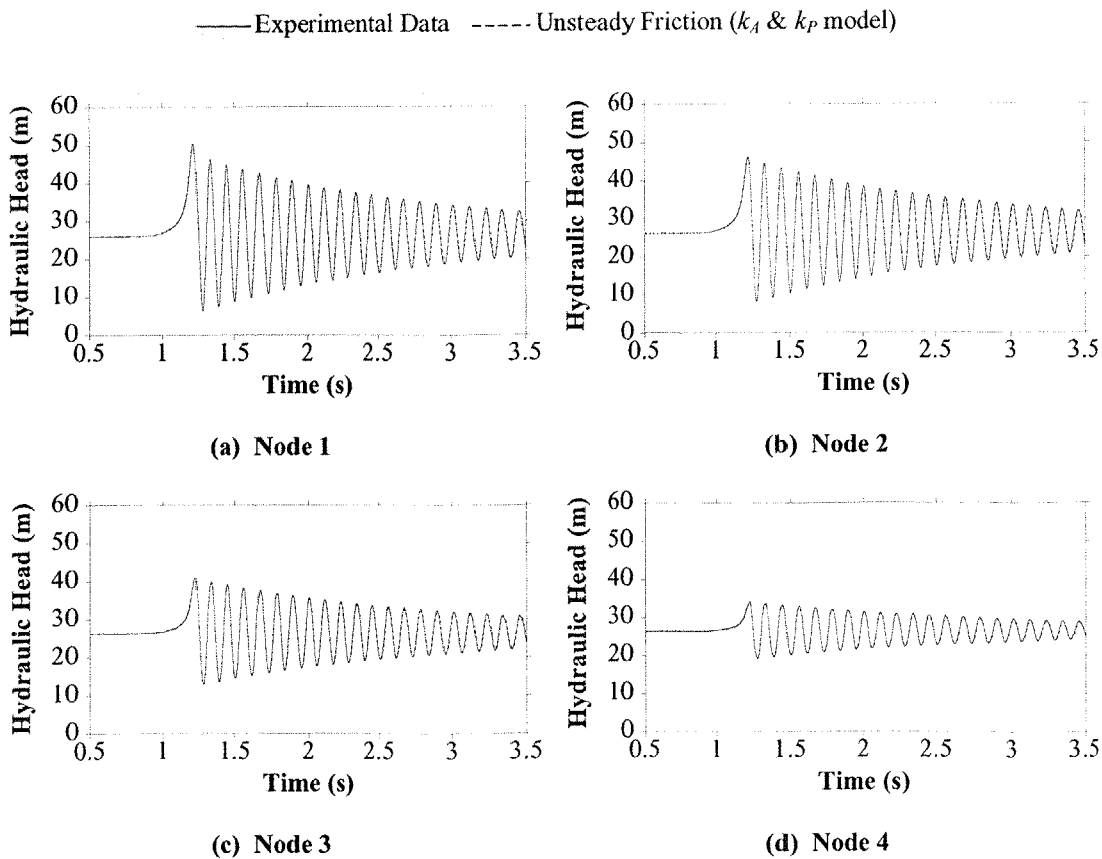 Experimental Data Unsteady Friction (kA & kP model)
Hydraulic Head (m)
60
50
40
30
20
10
0
0.5 1 1.5 2 2.5 3 3.5
Time (s)
(a) Node 1
Hydraulic Head (m)
60
50
40
30
20
10
0
0.5 1 1.5 2 2.5 3 3.5
Time (s)
(b) Node 2
Hydraulic Head (m)
60
50
40
30
20
10
0
0.5 1 1.5 2 2.5 3 3.5
Time (s)
(c) Node 3
Hydraulic Head (m)
60
50
40
30
20
10
0
0.5 1 1.5 2 2.5 3 3.5
Time (s)
(d) Node 4